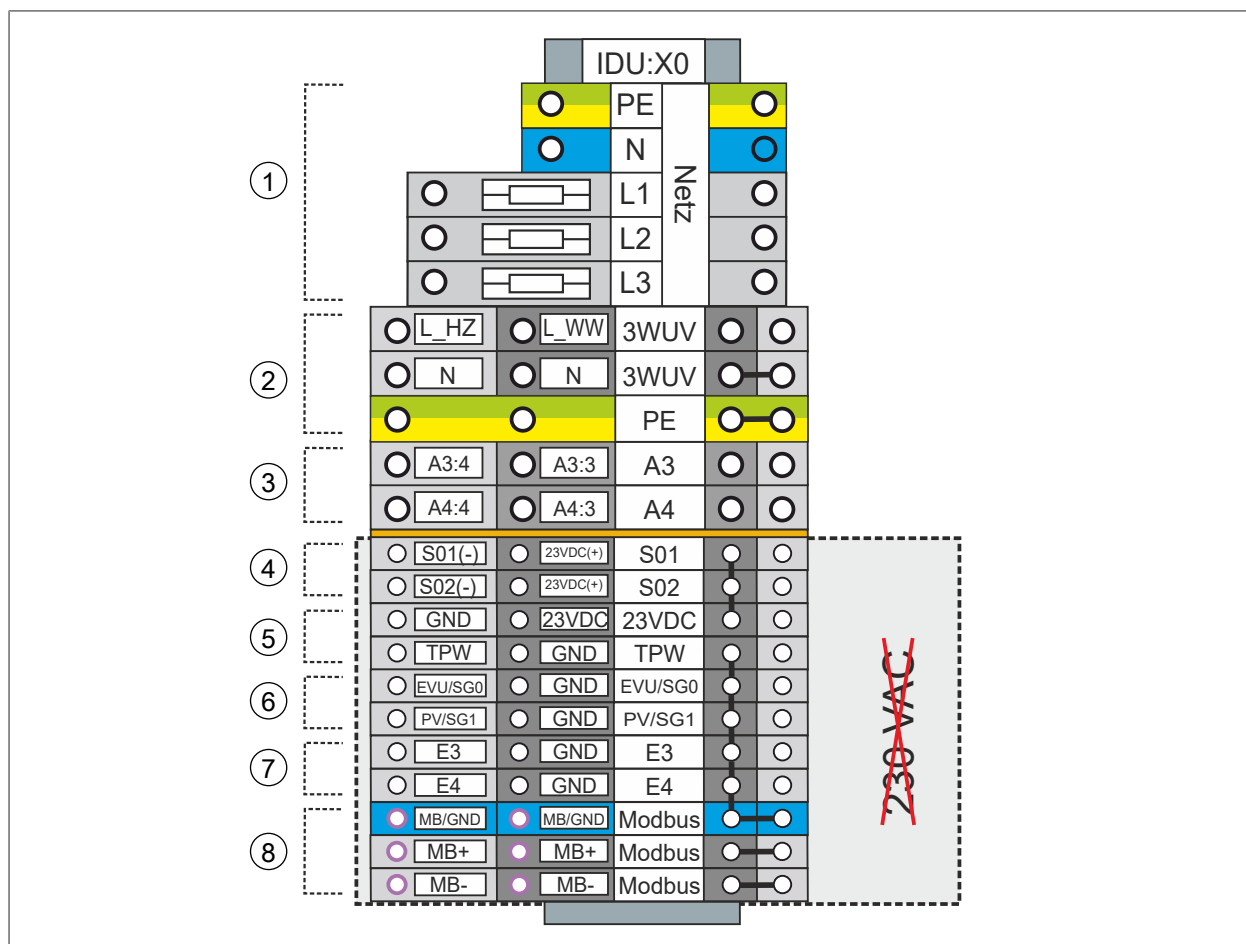 IDU:X0
PE
N
L1
L2
L3
Netz
1
L_HZ L_WW 3WUV
N N 3WUV
PE
2
A3:4 A3:3 A3
A4:4 A4:3 A4
3
S01(-) 23VDC(+) S01
S02(-) 23VDC(+) S02
4
GND 23VDC 23VDC
TPW GND TPW
5
EVU/SG0 GND EVU/SG0
PV/SG1 GND PV/SG1
6
E3 GND E3
E4 GND E4
7
MB/GND MB/GND Modbus
MB+ MB+ Modbus
MB- MB- Modbus
8
230 VAC